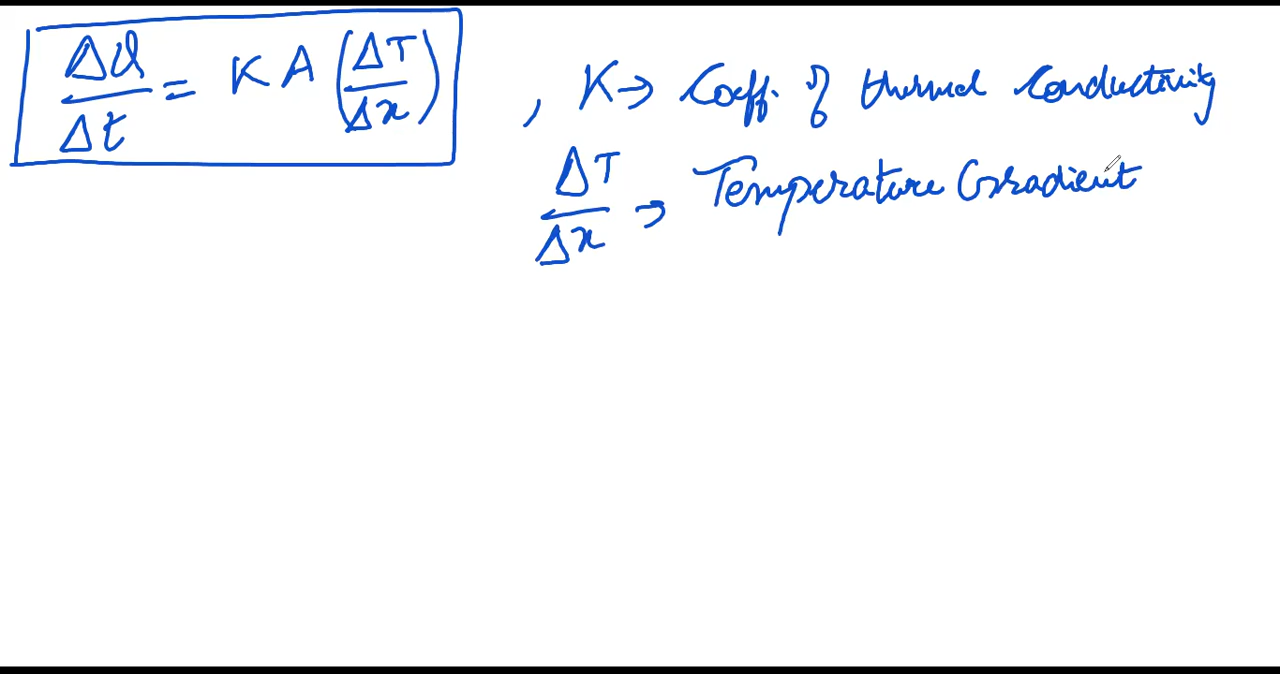 ΔQ/Δt = KA (ΔT/Δx) , K → Coeff. of thermal Conductivity
ΔT/Δx → Temperature Gradient